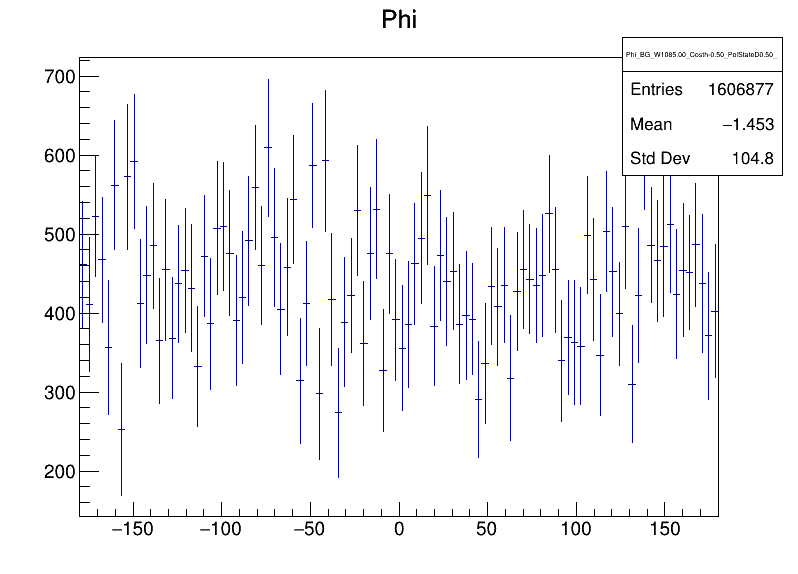 Phi
Phi_BG_W1085.00_Costh-0.50_PolStateD0.50_
Entries 1606877
Mean −1.453
Std Dev 104.8
700
600
500
400
300
200
−150 −100 −50 0 50 100 150